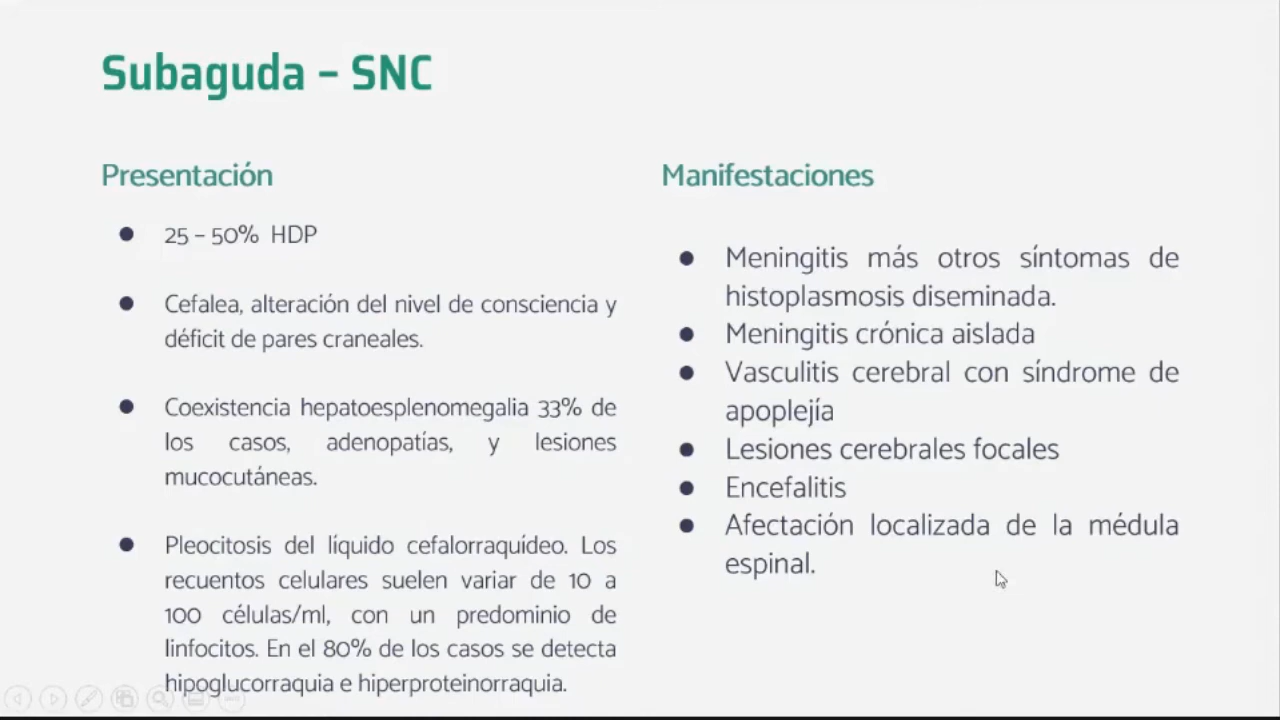 Subaguda – SNC
Presentación
● 25 – 50% HDP
● Cefalea, alteración del nivel de consciencia y
déficit de pares craneales.
● Coexistencia hepatoesplenomegalia 33% de
los casos, adenopatías, y lesiones
mucocutáneas.
● Pleocitosis del líquido cefalorraquídeo. Los
recuentos celulares suelen variar de 10 a
100 células/ml, con un predominio de
linfocitos. En el 80% de los casos se detecta
hipoglucorraquia e hiperproteinorraquia.
Manifestaciones
● Meningitis más otros síntomas de
histoplasmosis diseminada.
● Meningitis crónica aislada
● Vasculitis cerebral con síndrome de
apoplejía
● Lesiones cerebrales focales
● Encefalitis
● Afectación localizada de la médula
espinal.